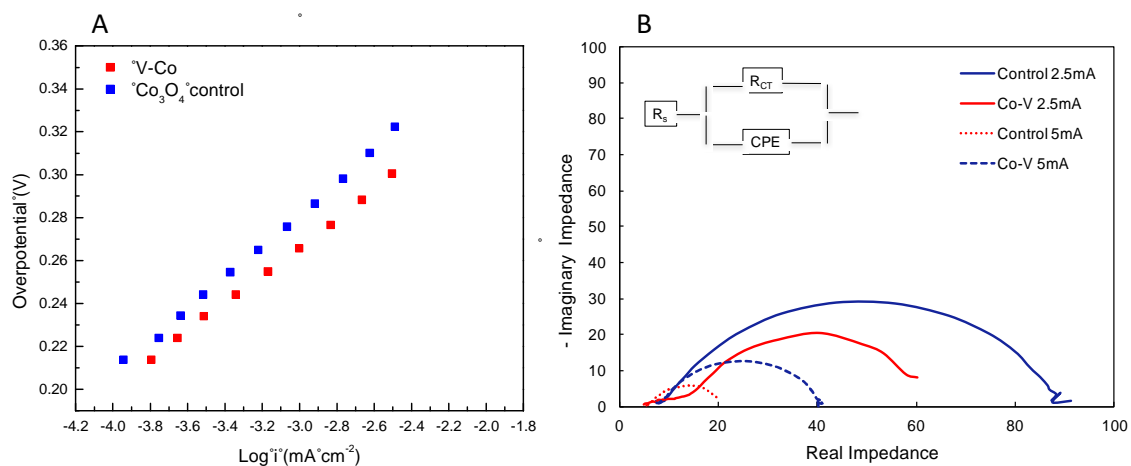 A
°V-Co
°Co3O4°control
0.36
0.34
0.32
0.30
0.28
0.26
0.24
0.22
0.20
Overpotential°(V)
-4.2 -4.0 -3.8 -3.6 -3.4 -3.2 -3.0 -2.8 -2.6 -2.4 -2.2 -2.0 -1.8
Log°i°(mA°cm-2)
B
100
90
80
70
60
50
40
30
20
10
0
- Imaginary Impedance
Rs
RCT
CPE
Control 2.5mA
Co-V 2.5mA
Control 5mA
Co-V 5mA
0 20 40 60 80 100
Real Impedance